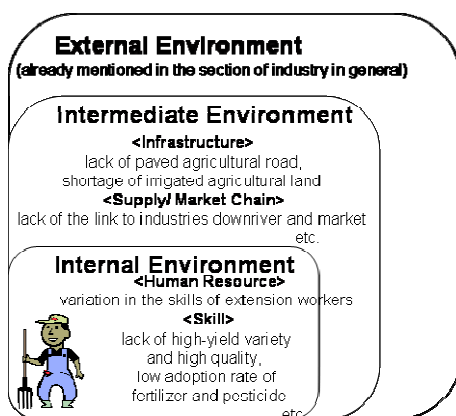 External Environment
(already mentioned in the section of industry in general)
Intermediate Environment
<Infrastructure>
lack of paved agricultural road,
shortage of irrigated agricultural land
<Supply/ Market Chain>
lack of the link to industries downriver and market
etc.
Internal Environment
<Human Resource>
variation in the skills of extension workers
<Skill>
lack of high-yield variety
and high quality,
low adoption rate of
fertilizer and pesticide
etc